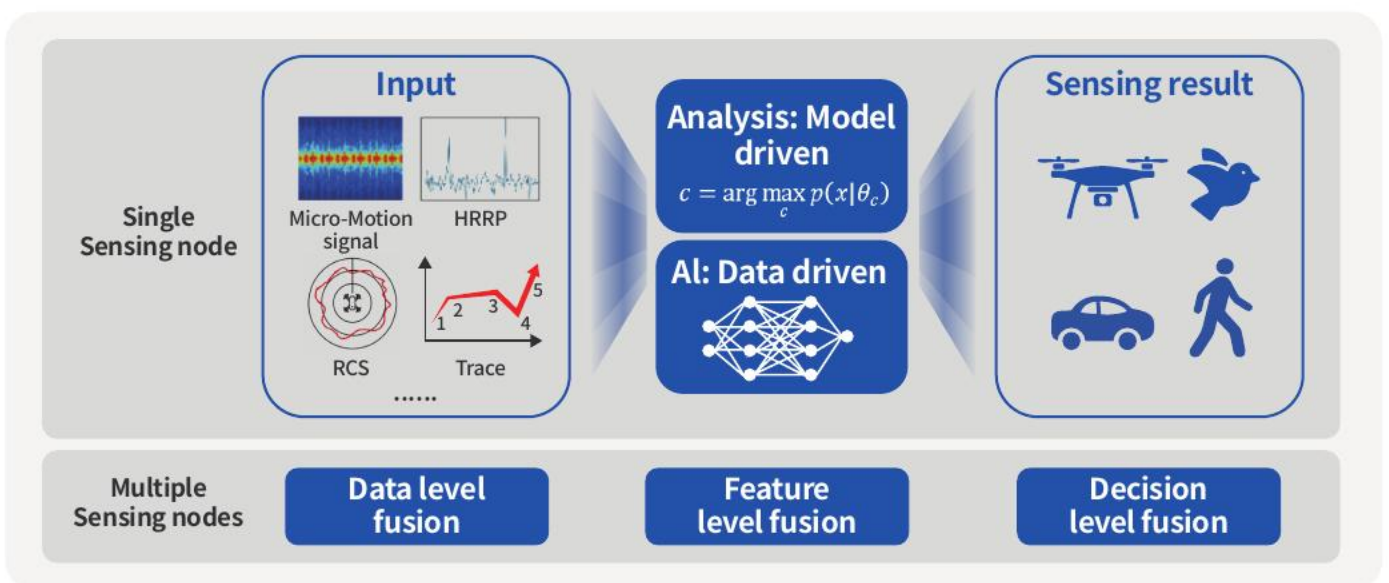 Input
Micro-Motion
signal
HRRP
RCS
1
2
3
4
5
Trace
......
Single
Sensing node
Analysis: Model
driven
c = arg max p(x|θ_c)
c
Al: Data driven
Sensing result
Multiple
Sensing nodes
Data level
fusion
Feature
level fusion
Decision
level fusion